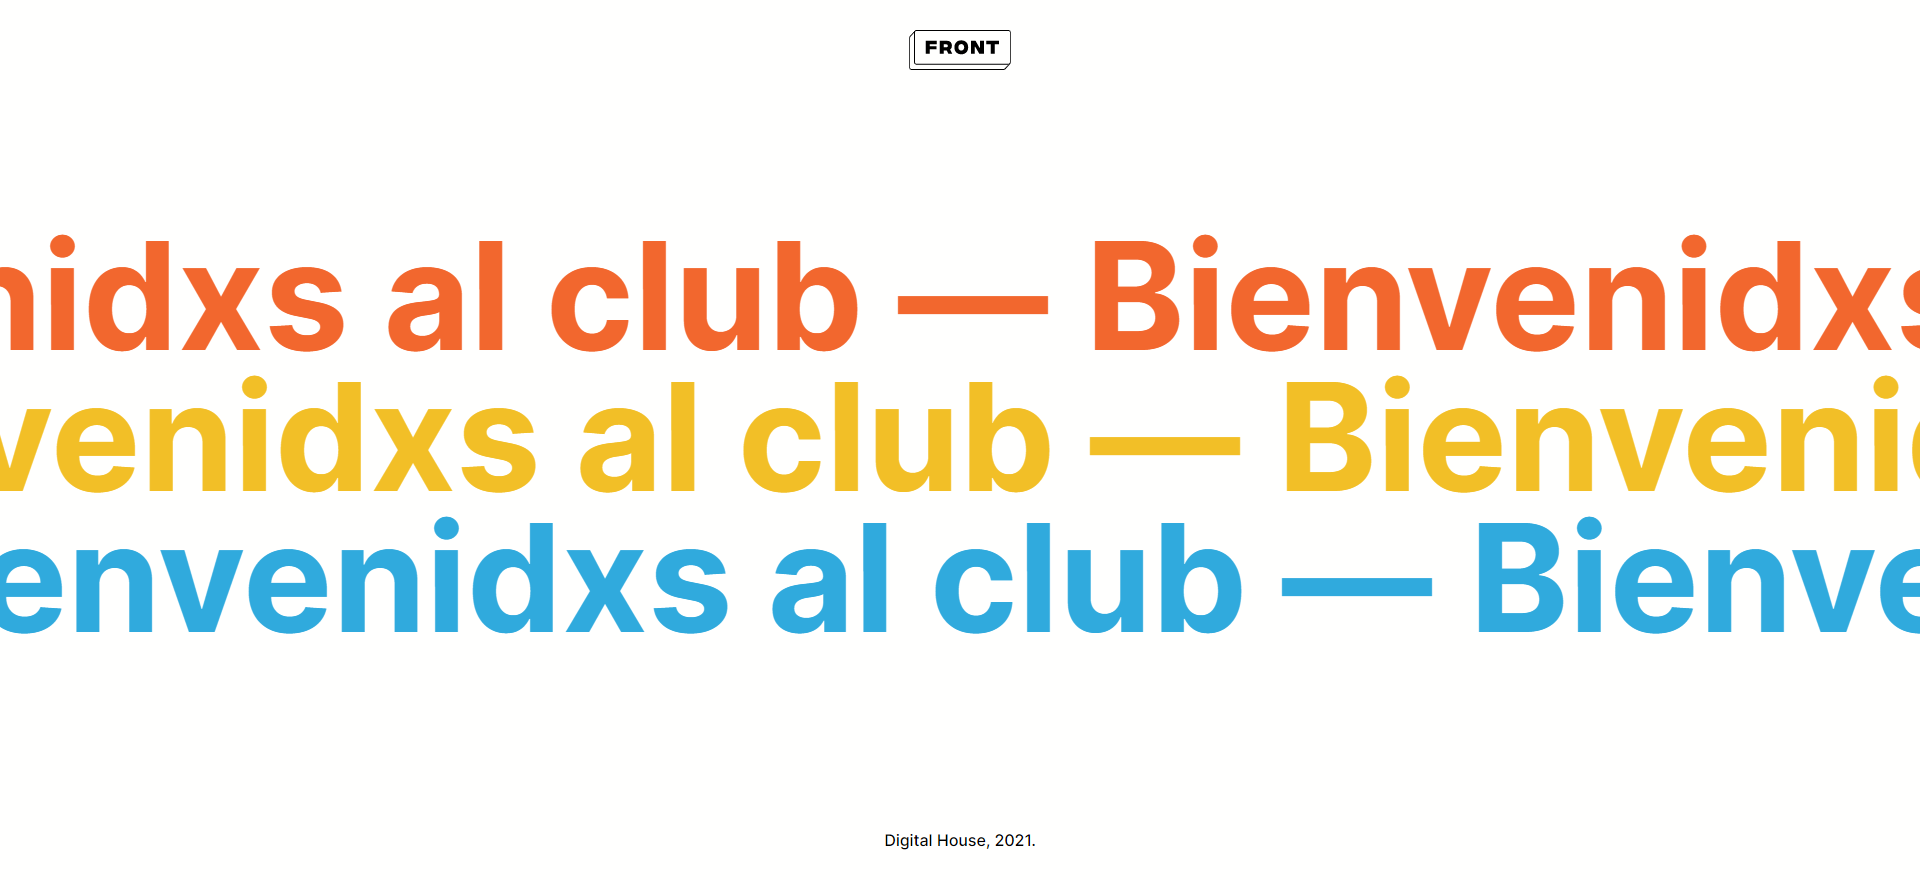 FRONT
nidxs al club — Bienvenidxs
venidxs al club — Bienveni
envenidxs al club — Bienve
Digital House, 2021.